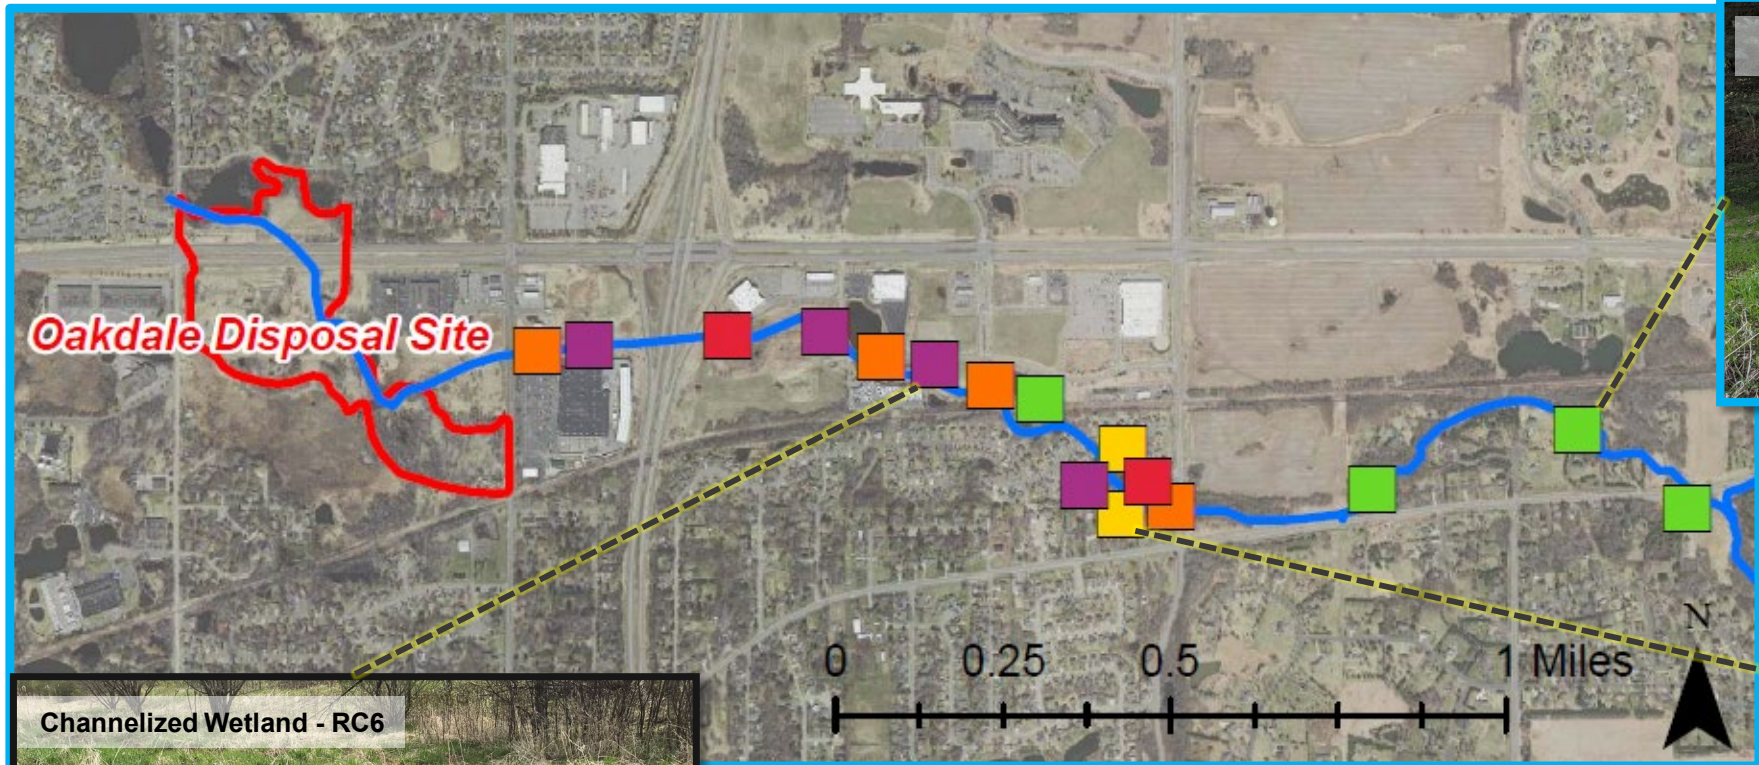 Oakdale Disposal Site
N
0 0.25 0.5 1 Miles
Channelized Wetland - RC6